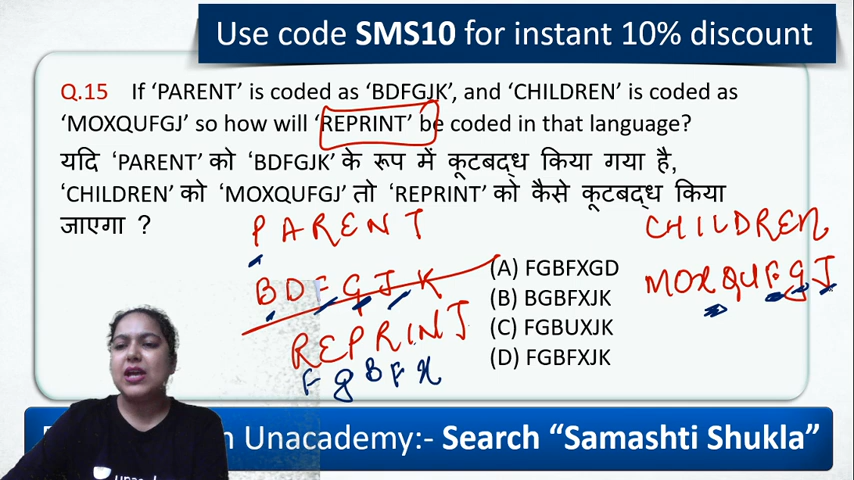 Use code SMS10 for instant 10% discount
Q.15 If ‘PARENT’ is coded as ‘BDFGJK’, and ‘CHILDREN’ is coded as
‘MOXQUFGJ’ so how will ‘REPRINT’ be coded in that language?
यदि ‘PARENT’ को ‘BDFGJK’ के रूप में कूटबद्ध किया गया है,
‘CHILDREN’ को ‘MOXQUFGJ’ तो ‘REPRINT’ को कैसे कूटबद्ध किया
जाएगा ?
PARENT
CHILDREN
BDFGJK
MOXQUFGJ
REPRINT
FGBFX
(A) FGBFXGD
(B) BGBFXJK
(C) FGBUXJK
(D) FGBFXJK
Unacademy:- Search “Samashti Shukla”